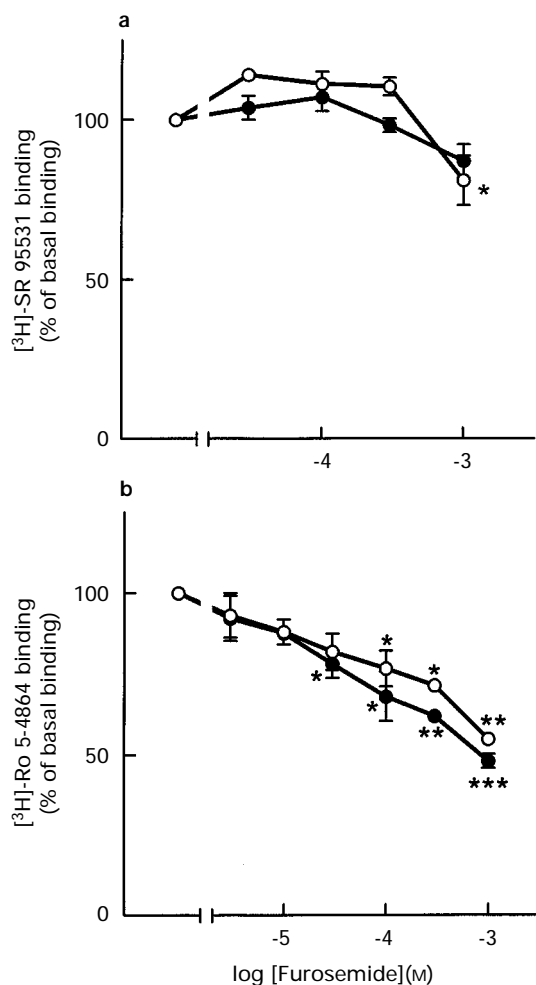 a
[³H]-SR 95531 binding
(% of basal binding)
100
50
0
*
-4
-3
b
[³H]-Ro 5-4864 binding
(% of basal binding)
100
50
0
*
*
*
*
**
**
***
-5
-4
-3
log [Furosemide](M)